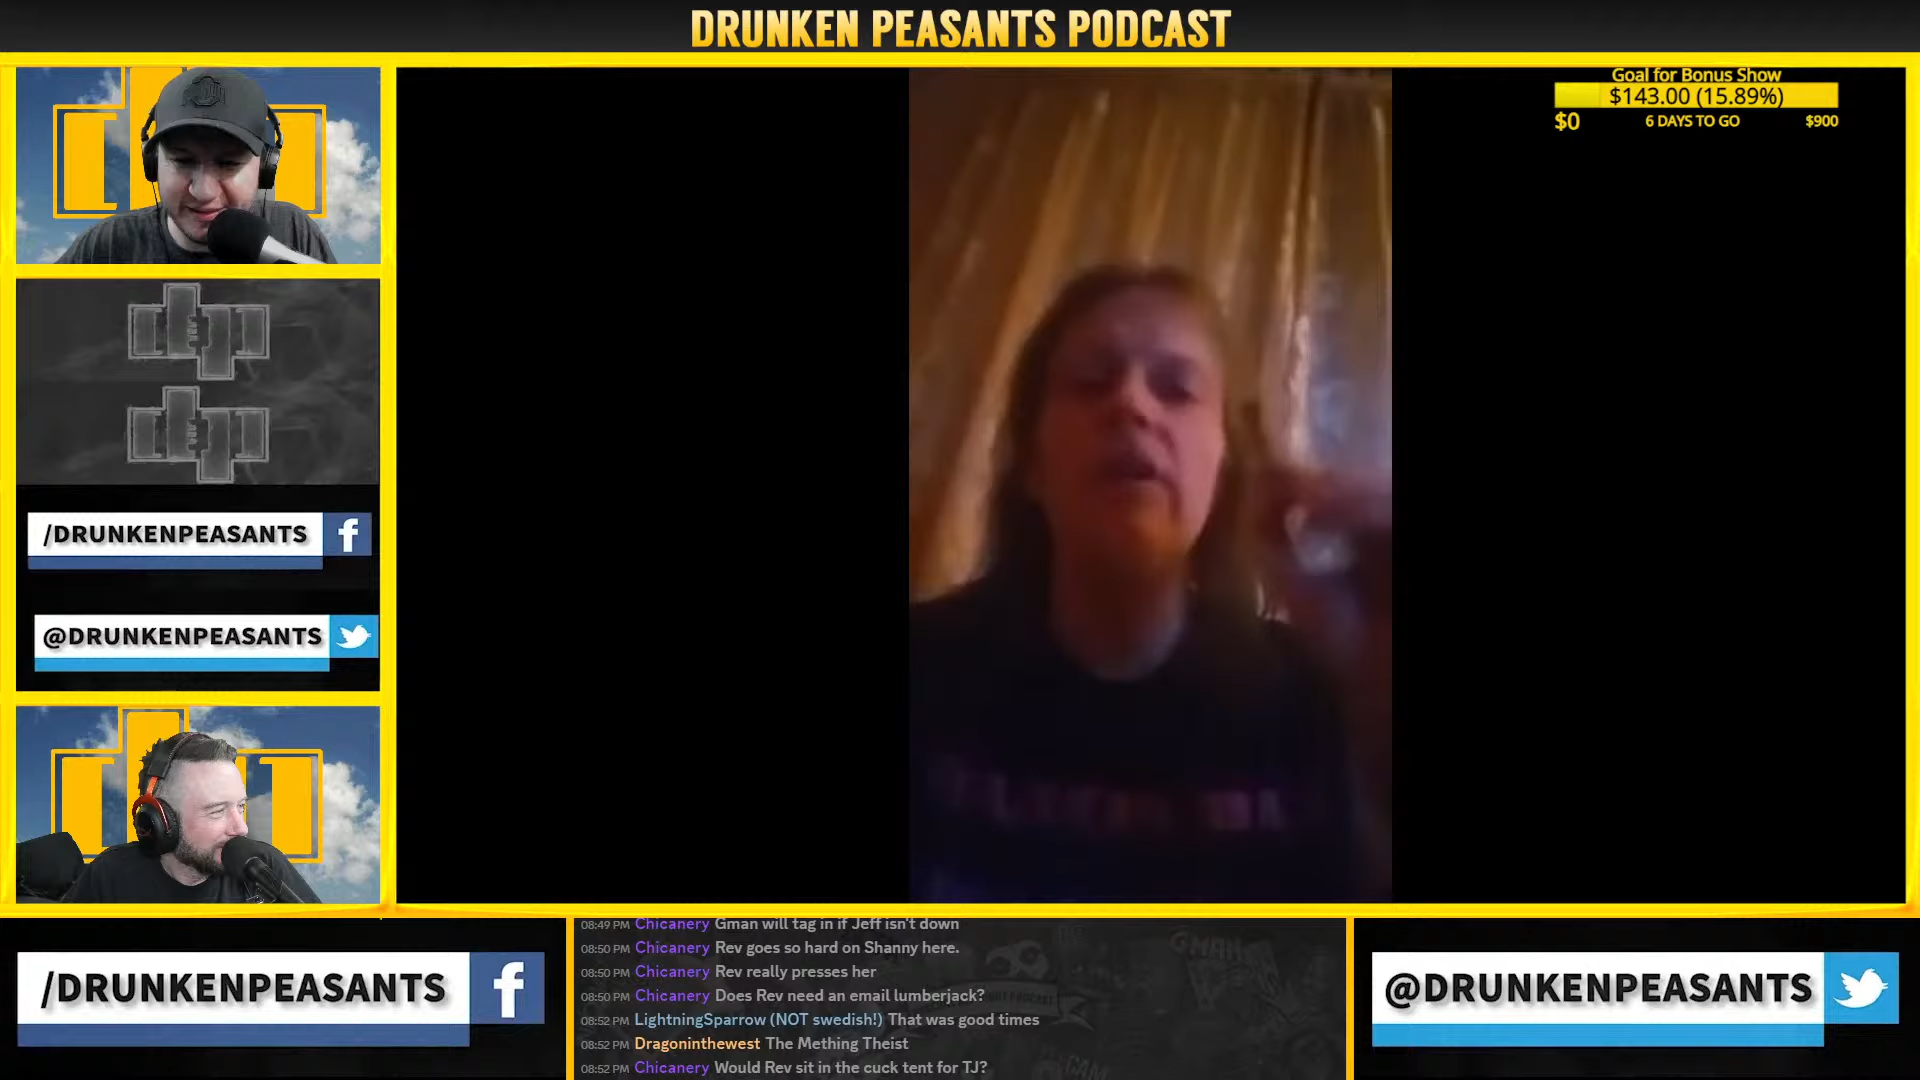 DRUNKEN PEASANTS PODCAST
Goal for Bonus Show
$143.00 (15.89%)
$0 6 DAYS TO GO $900
/DRUNKENPEASANTS f
@DRUNKENPEASANTS
08:49 PM Chicanery Gman will tag in if Jeff isn't down
08:50 PM Chicanery Rev goes so hard on Shanny here.
08:50 PM Chicanery Rev really presses her
08:50 PM Chicanery Does Rev need an email lumberjack?
08:52 PM LightningSparrow (NOT swedish!) That was good times
08:52 PM Dragoninthewest The Mething Theist
08:52 PM Chicanery Would Rev sit in the cuck tent for TJ?
/DRUNKENPEASANTS f
@DRUNKENPEASANTS